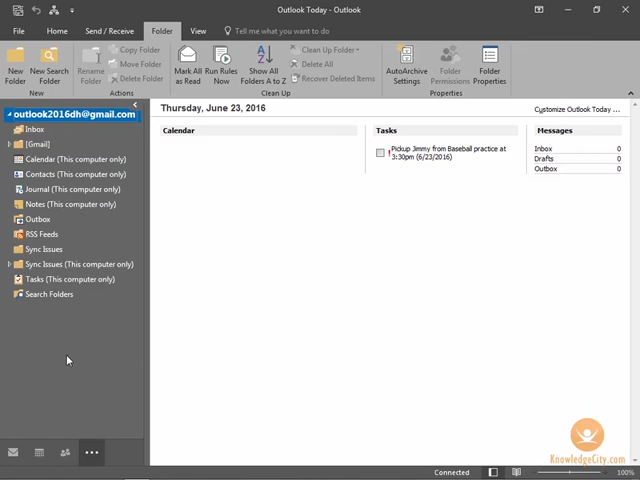 Outlook Today - Outlook
File Home Send / Receive Folder View Tell me what you want to do
New Folder
New Search Folder
New
Rename Folder
Copy Folder
Move Folder
Delete Folder
Actions
Mark All as Read
Run Rules Now
Show All Folders A to Z
Clean Up Folder
Delete All
Recover Deleted Items
Clean Up
AutoArchive Settings
Folder Permissions
Folder Properties
Properties
outlook2016dh@gmail.com
Inbox
[Gmail]
Calendar (This computer only)
Contacts (This computer only)
Journal (This computer only)
Notes (This computer only)
Outbox
RSS Feeds
Sync Issues
Sync Issues (This computer only)
Tasks (This computer only)
Search Folders
Thursday, June 23, 2016
Customize Outlook Today ...
Calendar
Tasks
Pickup Jimmy from Baseball practice at
3:30pm (6/23/2016)
Messages
Inbox 0
Drafts 0
Outbox 0
KnowledgeCity.com
Connected
100%